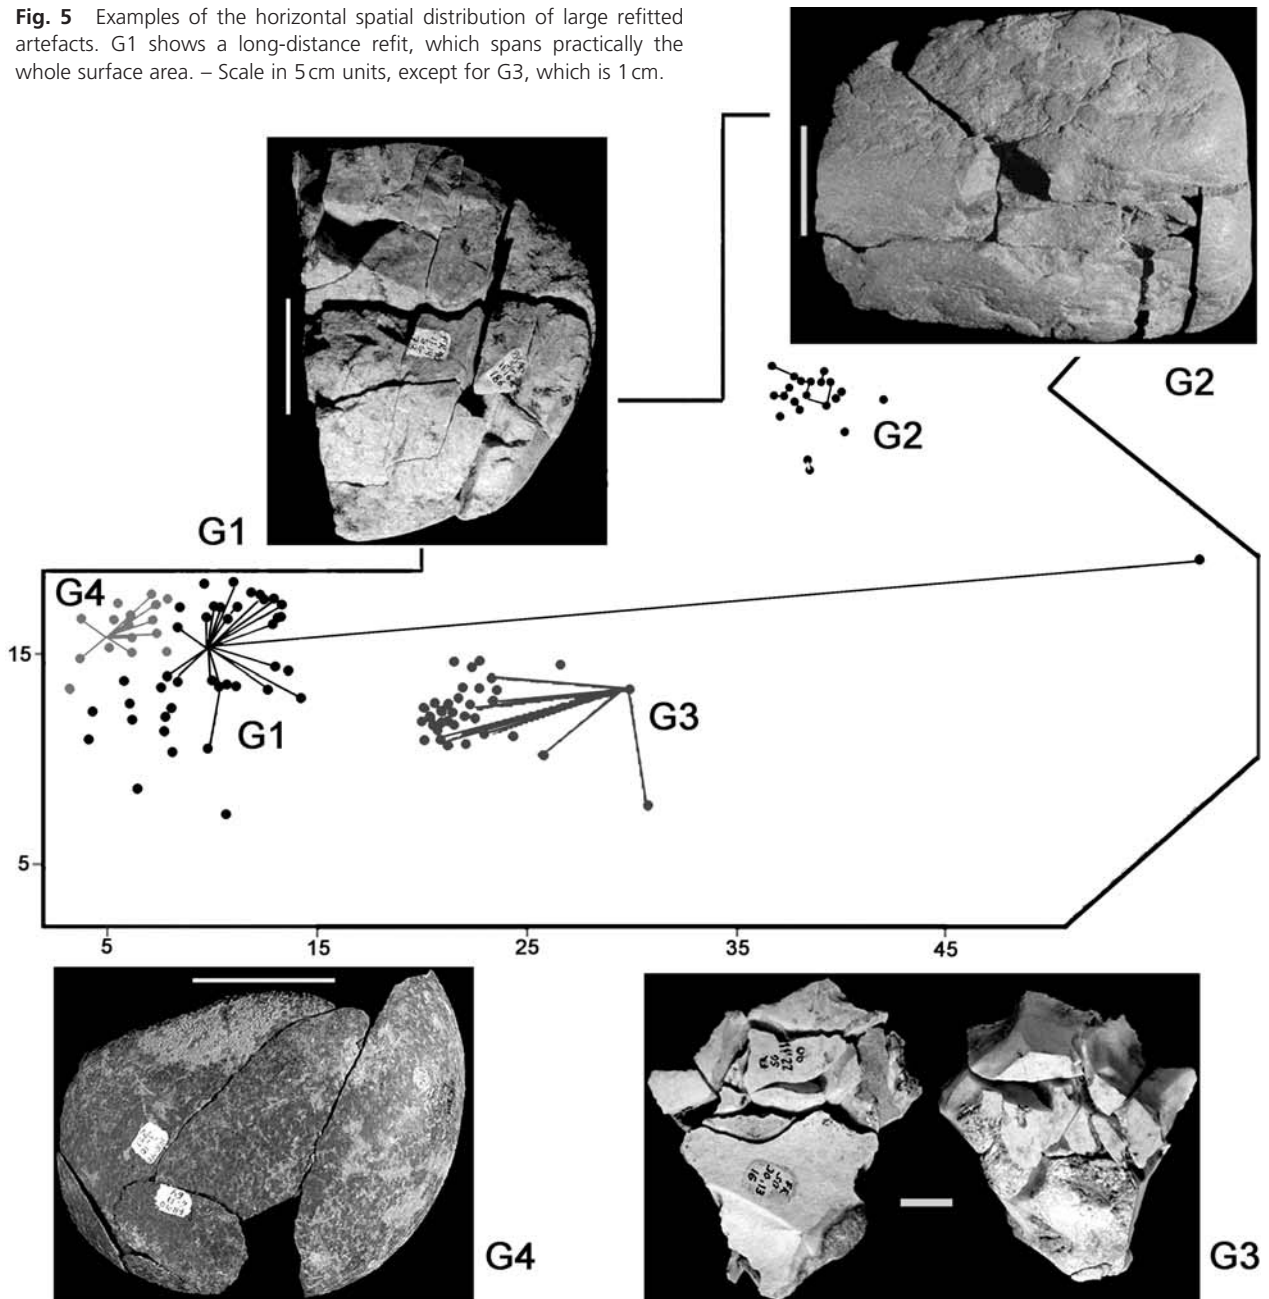 Fig. 5 Examples of the horizontal spatial distribution of large refitted
artefacts. G1 shows a long-distance refit, which spans practically the
whole surface area. – Scale in 5 cm units, except for G3, which is 1 cm.
G2
G2
G1
G4
15
G3
G1
5
5
15
25
35
45
G4
G3